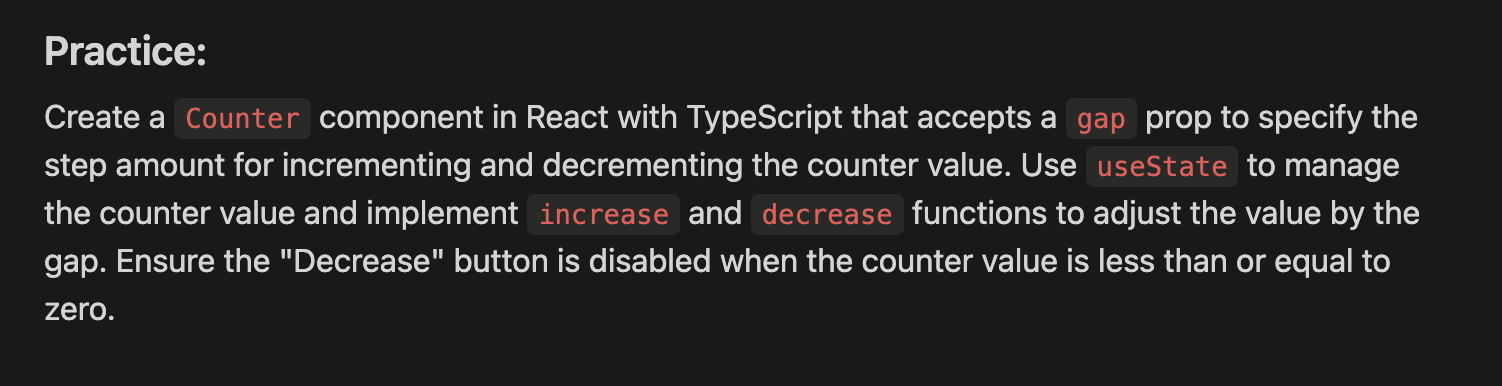 Practice:
Create a Counter component in React with TypeScript that accepts a gap prop to specify the
step amount for incrementing and decrementing the counter value. Use useState to manage
the counter value and implement increase and decrease functions to adjust the value by the
gap. Ensure the "Decrease" button is disabled when the counter value is less than or equal to
zero.